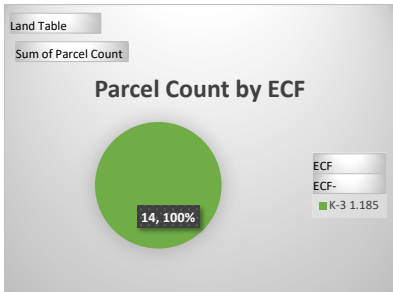 Land Table
Sum of Parcel Count
Parcel Count by ECF
14, 100%
ECF
ECF-
K-3 1.185